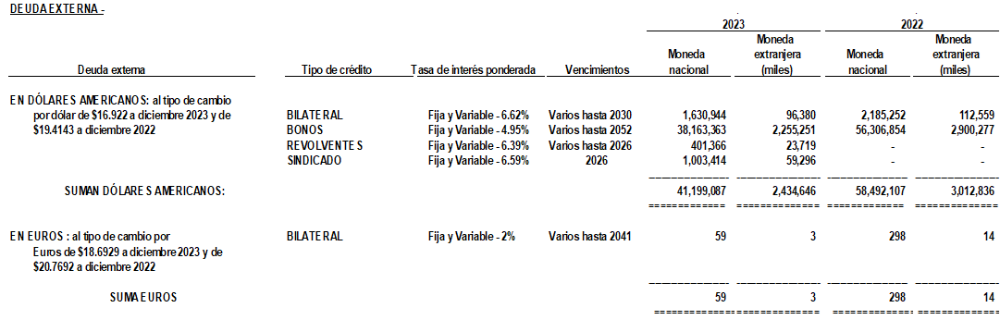 DEUDA EXTERNA -
2023 2022
Moneda Moneda
Moneda extranjera Moneda extranjera
Deuda externa Tipo de crédito Tasa de interés ponderada Vencimientos nacional (miles) nacional (miles)
EN DÓLARES AMERICANOS: al tipo de cambio
por dólar de $16.922 a diciembre 2023 y de BILATERAL Fija y Variable - 6.62% Varios hasta 2030 1,630,944 96,380 2,185,252 112,559
$19.4143 a diciembre 2022 BONOS Fija y Variable - 4.95% Varios hasta 2052 38,163,363 2,255,251 56,306,854 2,900,277
REVOLVENTES Fija y Variable - 6.39% Varios hasta 2026 401,366 23,719 - -
SINDICADO Fija y Variable - 6.59% 2026 1,003,414 59,296 - -
SUMAN DÓLARES AMERICANOS: 41,199,087 2,434,646 58,492,107 3,012,836
EN EUROS : al tipo de cambio por BILATERAL Fija y Variable - 2% Varios hasta 2041 59 3 298 14
Euros de $18.6929 a diciembre 2023 y de
$20.7692 a diciembre 2022
SUMA EUROS 59 3 298 14